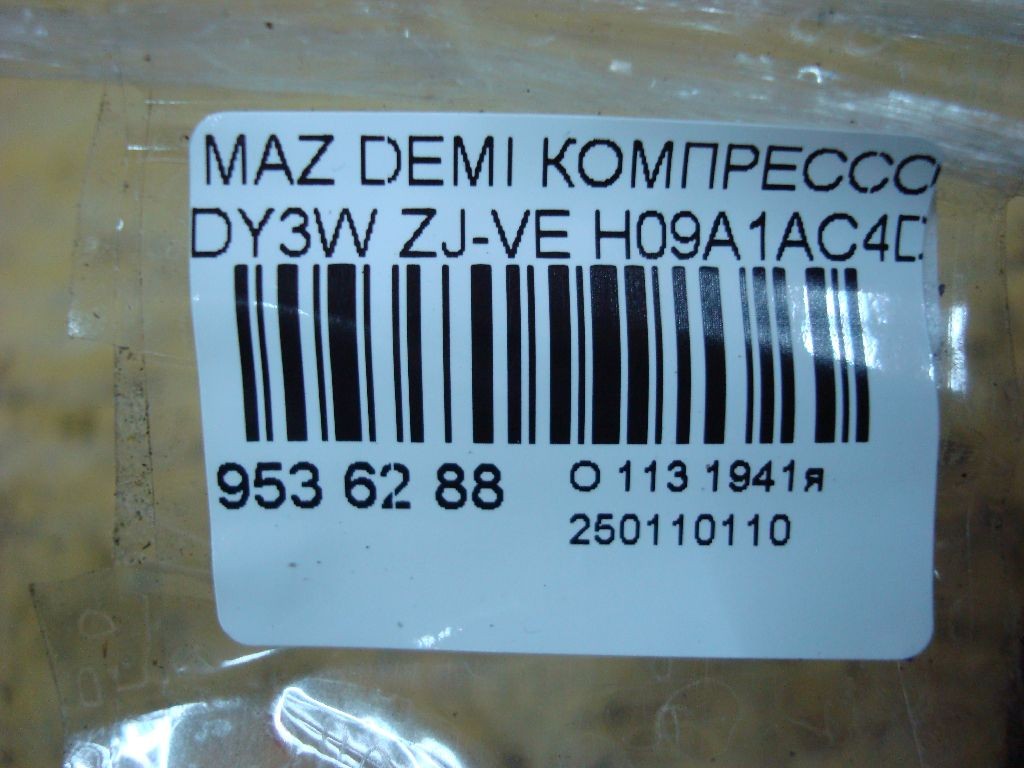 MAZ DEMI КОМПРЕССО
DY3W ZJ-VE H09A1AC4D
953 62 88
O 113 1941я
250110110